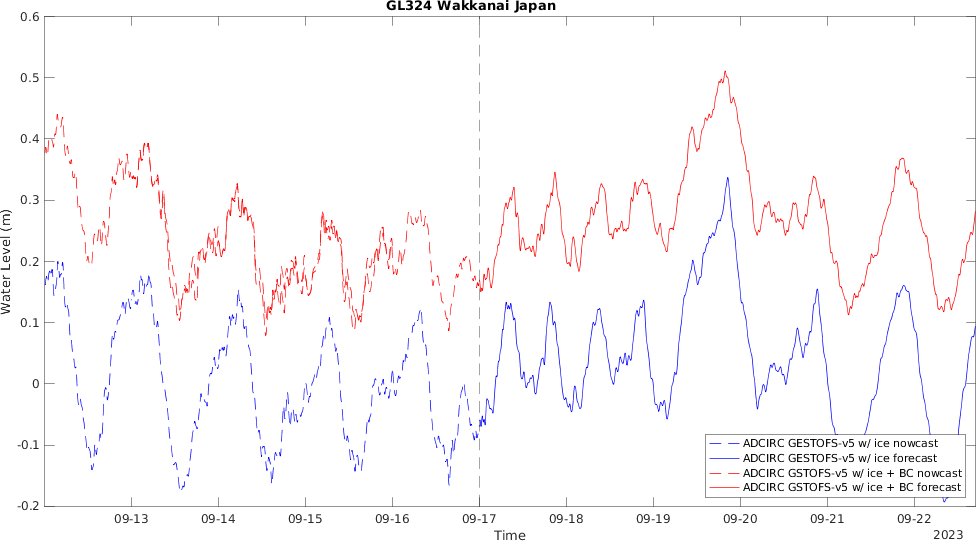 GL324 Wakkanai Japan
0.6
0.5
0.4
0.3
0.2
0.1
0
-0.1
-0.2
Water Level (m)
09-13 09-14 09-15 09-16 09-17 09-18 09-19 09-20 09-21 09-22
Time
2023
ADCIRC GESTOFS-v5 w/ ice nowcast
ADCIRC GESTOFS-v5 w/ ice forecast
ADCIRC GSTOFS-v5 w/ ice + BC nowcast
ADCIRC GSTOFS-v5 w/ ice + BC forecast